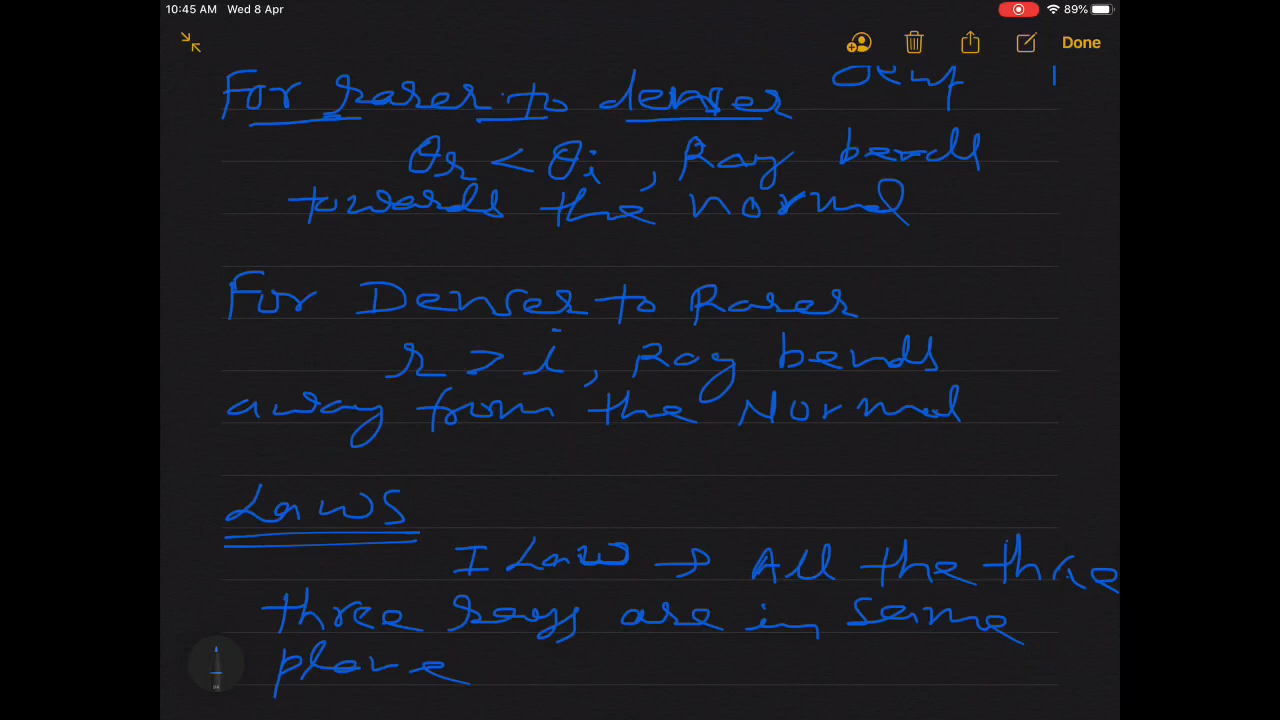 10:45 AM Wed 8 Apr 89%
Done
For rarer to denser
θr < θi, Ray bends
towards the normal
For Denser to Rarer
r > i, Ray bends
away from the Normal
Laws
I Law → All the three
three rays are in same
plane